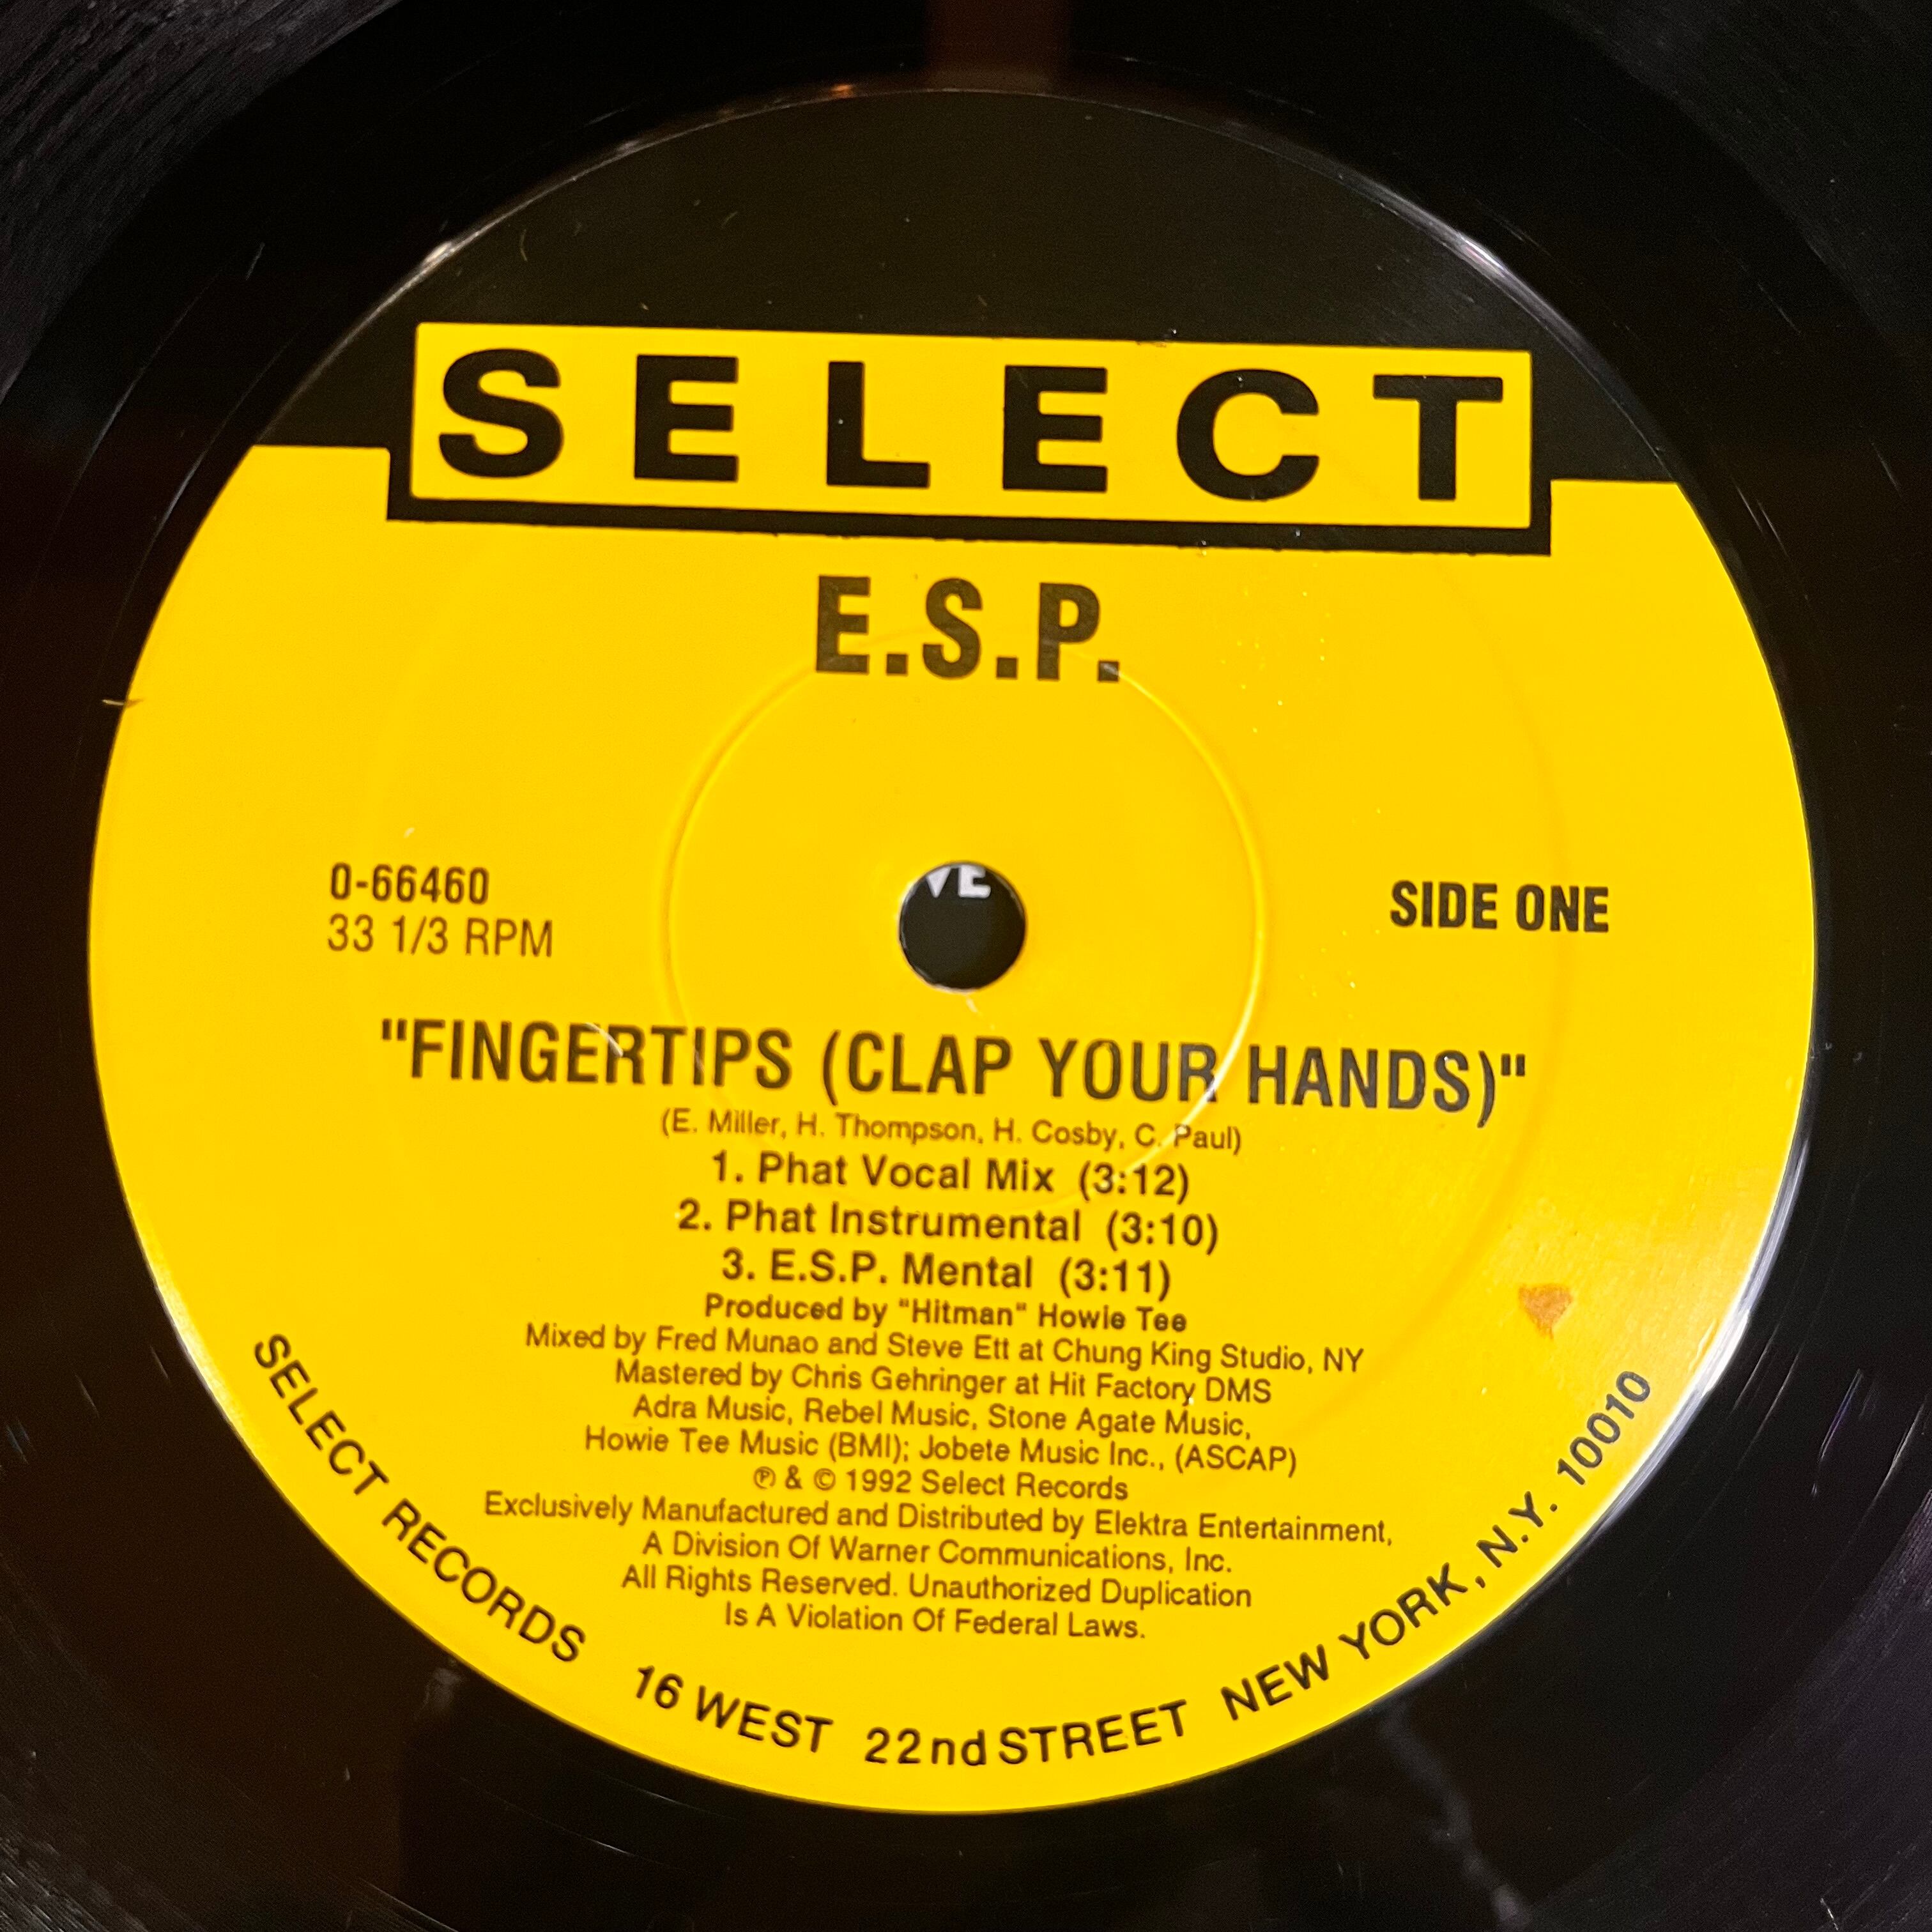 SELECT
E.S.P.
0-66460
33 1/3 RPM
SIDE ONE
VE
"FINGERTIPS (CLAP YOUR HANDS)"
(E. Miller, H. Thompson, H. Cosby, C. Paul)
1. Phat Vocal Mix (3:12)
2. Phat Instrumental (3:10)
3. E.S.P. Mental (3:11)
Produced by "Hitman" Howie Tee
Mixed by Fred Munao and Steve Ett at Chung King Studio, NY
Mastered by Chris Gehringer at Hit Factory DMS
Adra Music, Rebel Music, Stone Agate Music,
Howie Tee Music (BMI); Jobete Music Inc., (ASCAP)
℗ & © 1992 Select Records
Exclusively Manufactured and Distributed by Elektra Entertainment,
A Division Of Warner Communications, Inc.
All Rights Reserved. Unauthorized Duplication
Is A Violation Of Federal Laws.
SELECT RECORDS 16 WEST 22nd STREET NEW YORK, N.Y. 10010